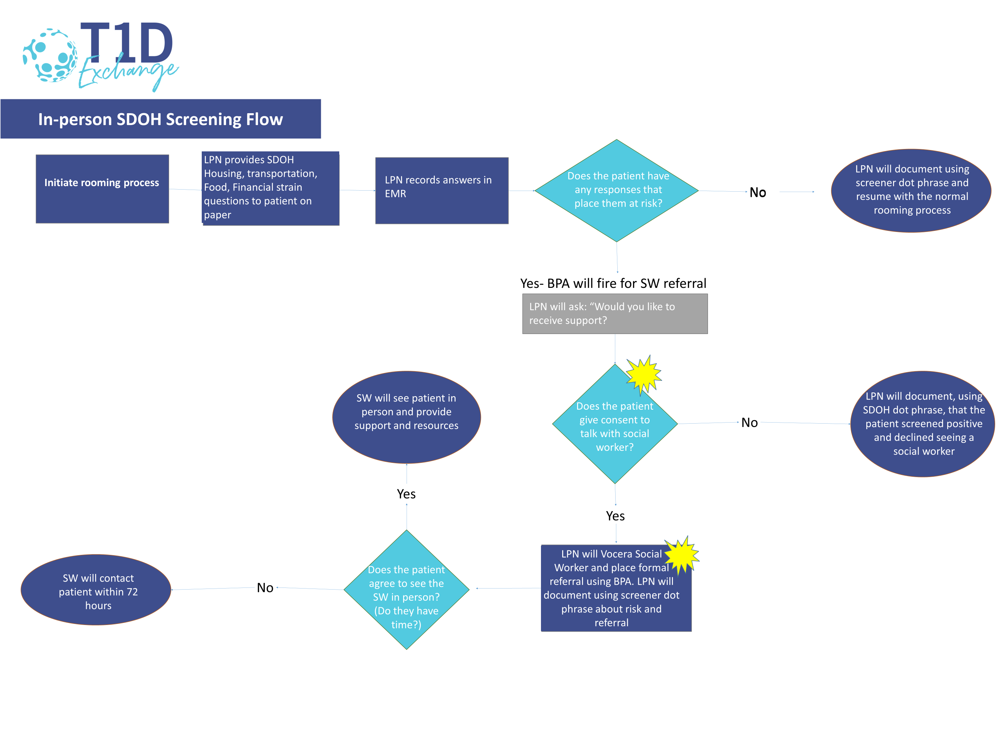 T1D
Exchange
In-person SDOH Screening Flow
Initiate rooming process
LPN provides SDOH
Housing, transportation,
Food, Financial strain
questions to patient on
paper
LPN records answers in
EMR
Does the patient have
any responses that
place them at risk?
No
LPN will document using
screener dot phrase and
resume with the normal
rooming process
Yes- BPA will fire for SW referral
LPN will ask: “Would you like to
receive support?
Does the patient
give consent to
talk with social
worker?
No
LPN will document, using
SDOH dot phrase, that the
patient screened positive
and declined seeing a
social worker
Yes
LPN will Vocera Social
Worker and place formal
referral using BPA. LPN will
document using screener dot
phrase about risk and
referral
Does the patient
agree to see the
SW in person?
(Do they have
time?)
Yes
SW will see patient in
person and provide
support and resources
No
SW will contact
patient within 72
hours